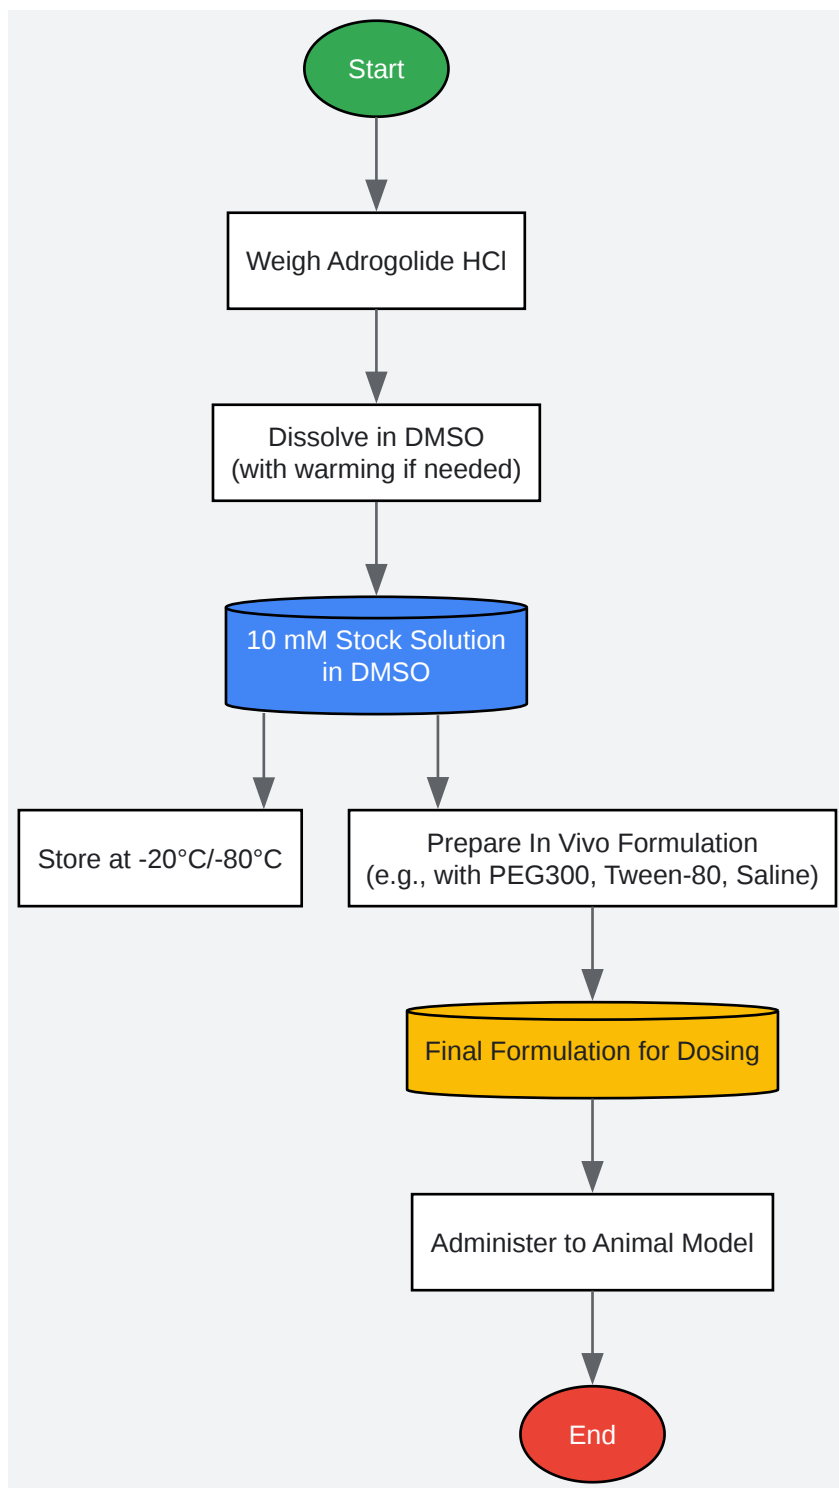 Start
Weigh Adrogolide HCl
Dissolve in DMSO
(with warming if needed)
10 mM Stock Solution
in DMSO
Store at -20°C/-80°C
Prepare In Vivo Formulation
(e.g., with PEG300, Tween-80, Saline)
Final Formulation for Dosing
Administer to Animal Model
End